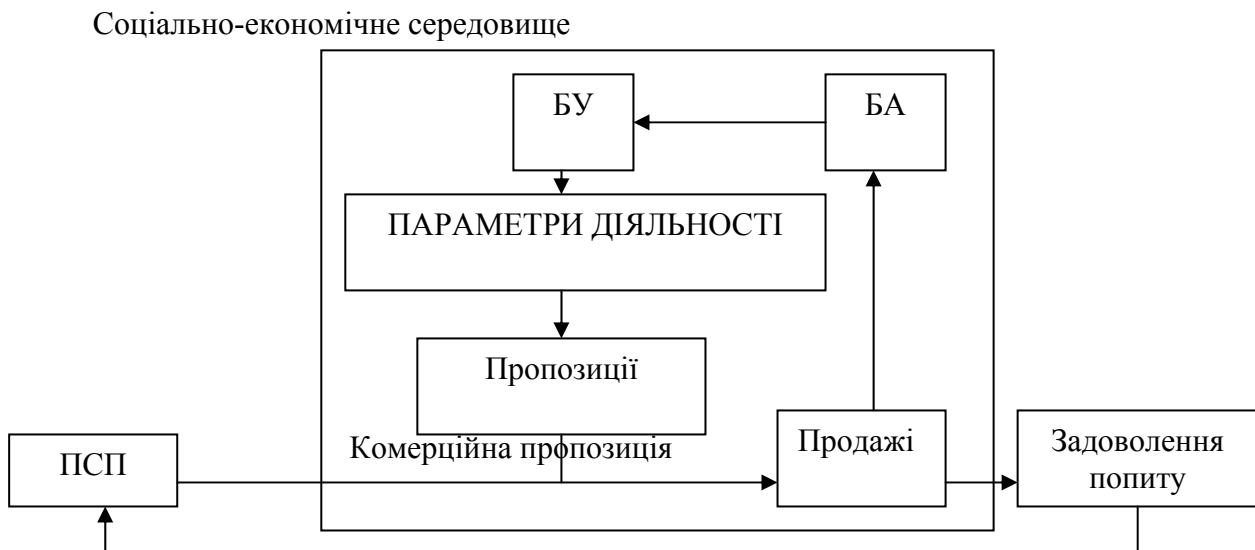 Соціально-економічне середовище
БУ
БА
ПАРАМЕТРИ ДІЯЛЬНОСТІ
Пропозиції
Комерційна пропозиція
Продажі
ПСП
Задоволення
попиту